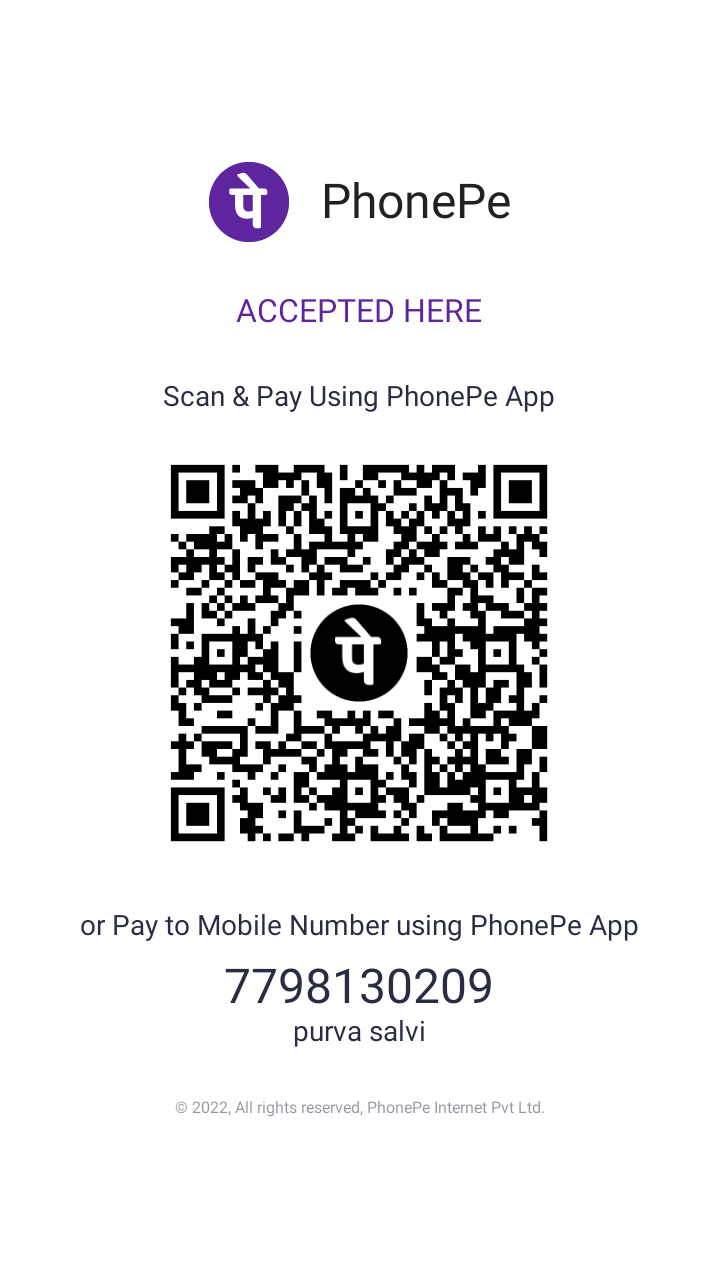 पे PhonePe
ACCEPTED HERE
Scan & Pay Using PhonePe App
पे
or Pay to Mobile Number using PhonePe App
7798130209
purva salvi
© 2022, All rights reserved, PhonePe Internet Pvt Ltd.